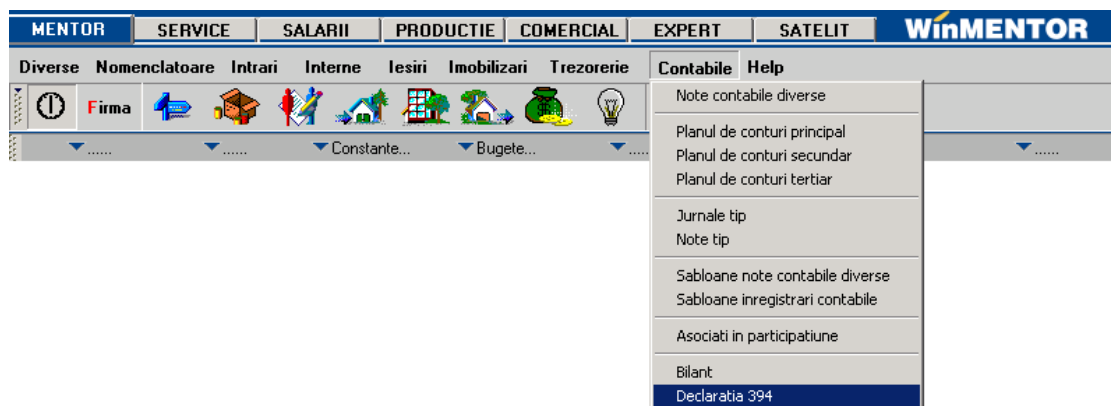 MENTOR SERVICE SALARII PRODUCTIE COMERCIAL EXPERT SATELIT WinMENTOR
Diverse Nomenclatoare Intrari Interne Iesiri Imobilizari Trezorerie Contabile Help
Firma
...... ...... Constante... Bugete... ..... ......
Note contabile diverse
Planul de conturi principal
Planul de conturi secundar
Planul de conturi tertiar
Jurnale tip
Note tip
Sabloane note contabile diverse
Sabloane inregistrari contabile
Asociati in participatiune
Bilant
Declaratia 394